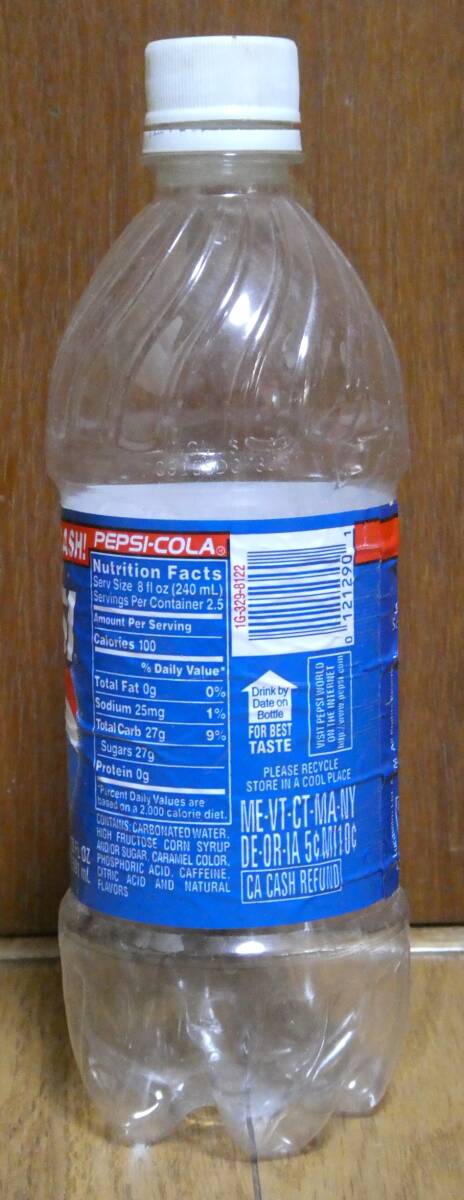 ASH!
PEPSI-COLA®
Nutrition Facts
Serv Size 8 fl oz (240 mL)
Servings Per Container 2.5
Amount Per Serving
Calories 100
% Daily Value*
Total Fat 0g 0%
Sodium 25mg 1%
Total Carb 27g 9%
Sugars 27g
Protein 0g
*Percent Daily Values are
based on a 2,000 calorie diet.
CONTAINS: CARBONATED WATER,
HIGH FRUCTOSE CORN SYRUP
AND/OR SUGAR, CARAMEL COLOR,
PHOSPHORIC ACID, CAFFEINE,
CITRIC ACID AND NATURAL
FLAVORS
OZ
mL
1G-329-8122
0 121290 1
Drink by
Date on
Bottle
FOR BEST
TASTE
VISIT PEPSI WORLD
ON THE INTERNET
http://www.pepsi.com
PLEASE RECYCLE
STORE IN A COOL PLACE
ME-VT-CT-MA-NY
DE-OR-IA 5¢ MI 10¢
CA CASH REFUND